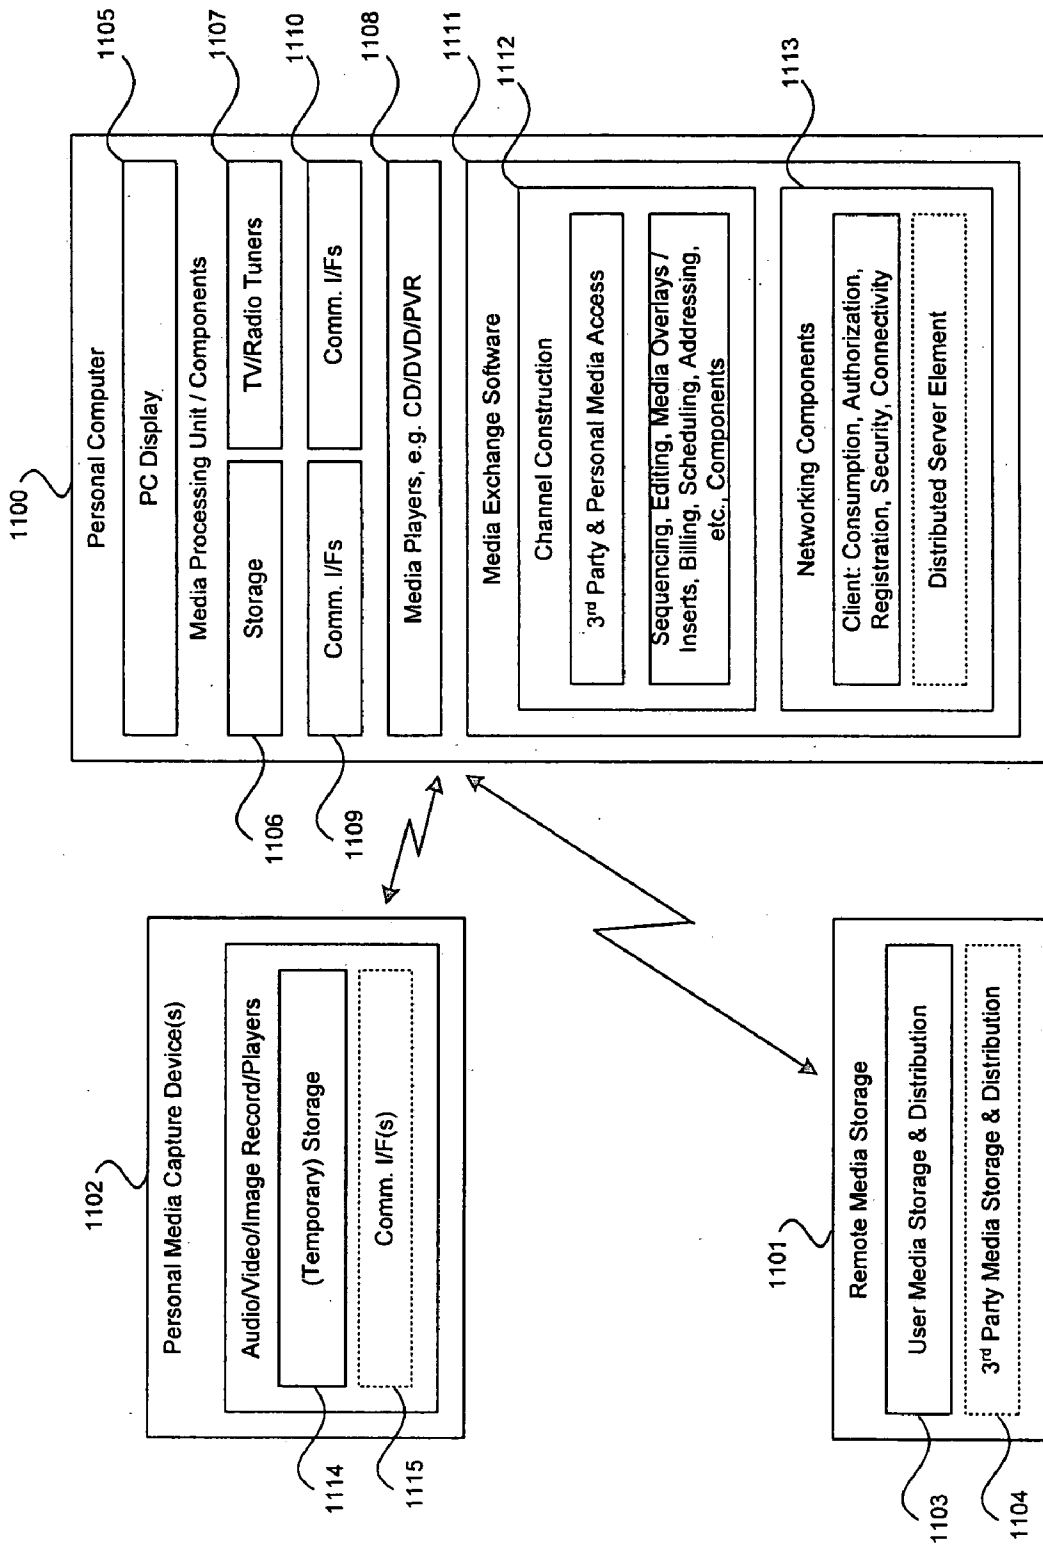 1100
Personal Computer
1105
PC Display
Media Processing Unit / Components
1107
Storage
TV/Radio Tuners
1106
1110
Comm. I/Fs
Comm. I/Fs
1109
1108
Media Players, e.g. CD/DVD/PVR
1111
Media Exchange Software
1112
Channel Construction
3rd Party & Personal Media Access
Sequencing, Editing, Media Overlays /
Inserts, Billing, Scheduling, Addressing,
etc., Components
1113
Networking Components
Client: Consumption, Authorization,
Registration, Security, Connectivity
Distributed Server Element
1102
Personal Media Capture Device(s)
Audio/Video/Image Record/Players
(Temporary) Storage
1114
Comm. I/F(s)
1115
1101
Remote Media Storage
User Media Storage & Distribution
1103
3rd Party Media Storage & Distribution
1104